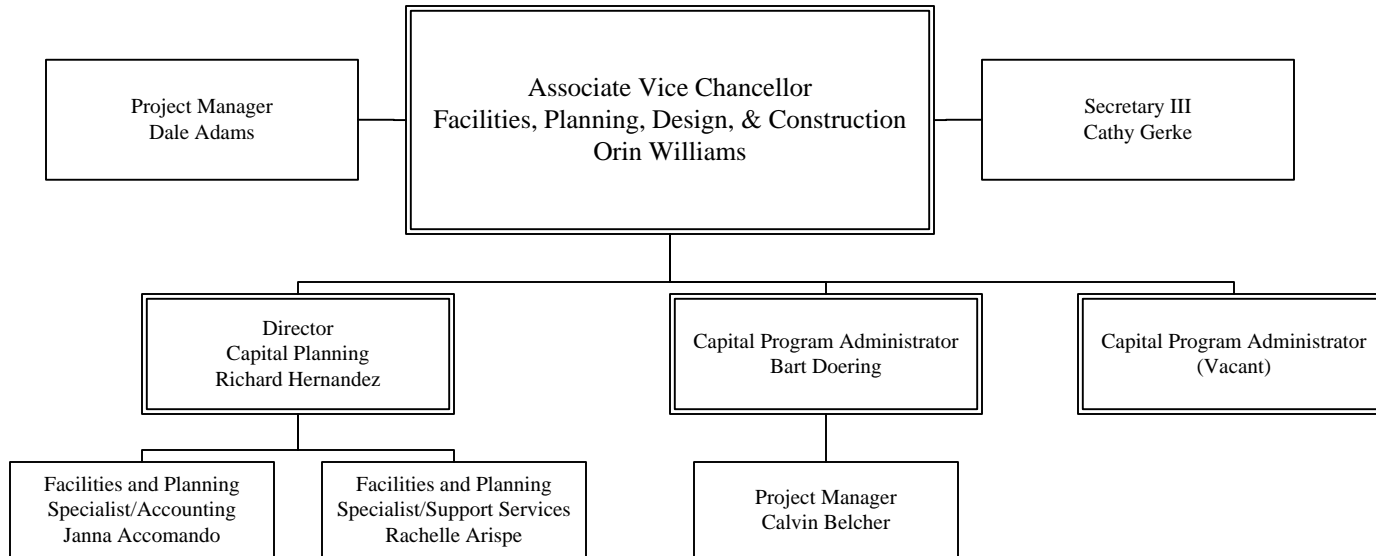 Associate Vice Chancellor
Facilities, Planning, Design, & Construction
Orin Williams
Project Manager
Dale Adams
Secretary III
Cathy Gerke
Director
Capital Planning
Richard Hernandez
Capital Program Administrator
Bart Doering
Capital Program Administrator
(Vacant)
Facilities and Planning
Specialist/Accounting
Janna Accomando
Facilities and Planning
Specialist/Support Services
Rachelle Arispe
Project Manager
Calvin Belcher